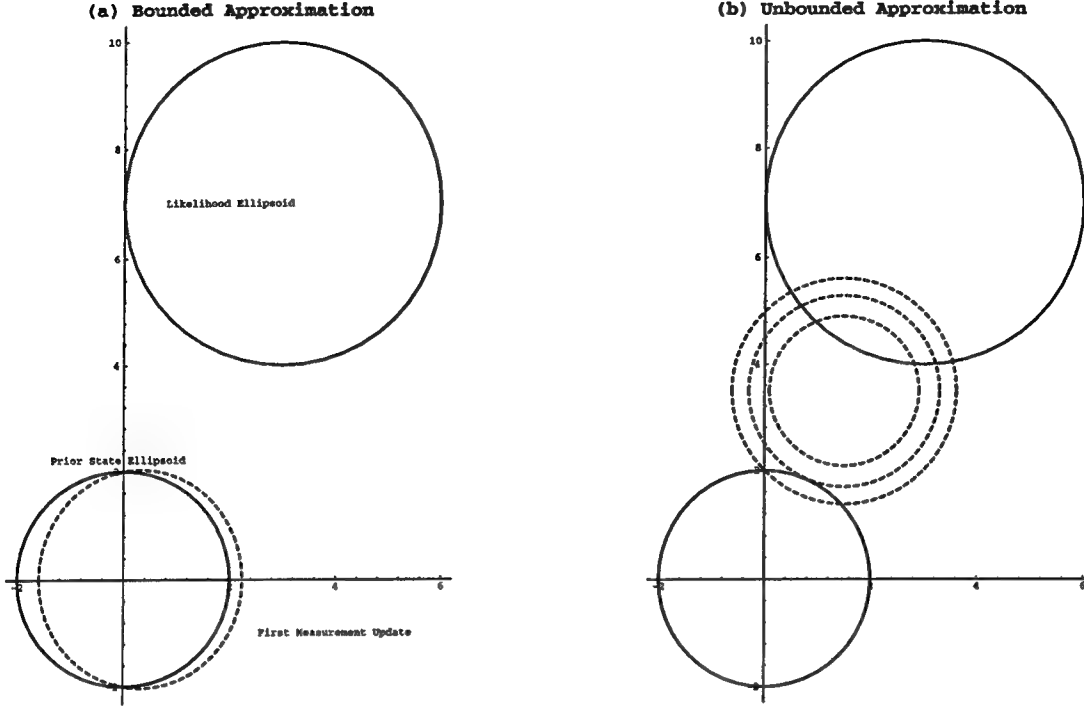 (a) Bounded Approximation
10
8
Likelihood Ellipsoid
6
4
Prior State Ellipsoid
4
6
First Measurement Update
(b) Unbounded Approximation
10
8
6
4
4
6